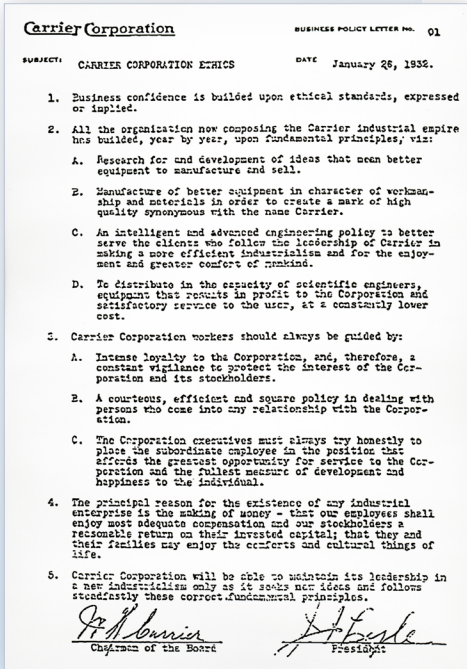 Carrier Corporation
BUSINESS POLICY LETTER NO. 01
SUBJECT: CARRIER CORPORATION ETHICS DATE January 26, 1932.
1. Business confidence is builded upon ethical standards, expressed
or implied.
2. All the organization now composing the Carrier industrial empire
has builded, year by year, upon fundamental principles, viz:
A. Research for and development of ideas that mean better
equipment to manufacture and sell.
B. Manufacture of better equipment in character of workman-
ship and materials in order to create a mark of high
quality synonymous with the name Carrier.
C. An intelligent and advanced engineering policy to better
serve the clients who follow the leadership of Carrier in
making a more efficient industrialism and for the enjoy-
ment and greater comfort of mankind.
D. To distribute in the capacity of scientific engineers,
equipment that results in profit to the Corporation and
satisfactory service to the user, at a constantly lower
cost.
3. Carrier Corporation workers should always be guided by:
A. Intense loyalty to the Corporation, and, therefore, a
constant vigilance to protect the interest of the Cor-
poration and its stockholders.
B. A courteous, efficient and square policy in dealing with
persons who come into any relationship with the Corpor-
ation.
C. The Corporation executives must always try honestly to
place the subordinate employee in the position that
affords the greatest opportunity for service to the Cor-
poration and the fullest measure of development and
happiness to the individual.
4. The principal reason for the existence of any industrial
enterprise is the making of money - that our employees shall
enjoy most adequate compensation and our stockholders a
reasonable return on their invested capital; that they and
their families may enjoy the comforts and cultural things of
life.
5. Carrier Corporation will be able to maintain its leadership in
a new industrialism only as it seeks new ideas and follows
steadfastly these correct fundamental principles.
Carrier
Chairman of the Board President